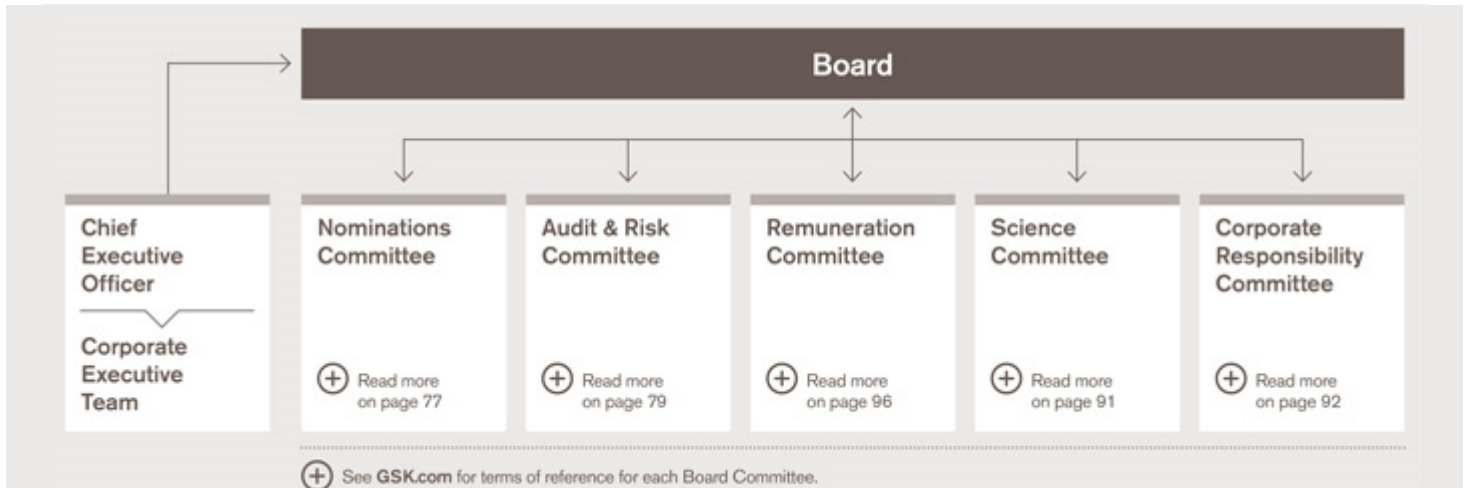 Board
Chief
Executive
Officer
Corporate
Executive
Team
Nominations
Committee
Read more
on page 77
Audit & Risk
Committee
Read more
on page 79
Remuneration
Committee
Read more
on page 96
Science
Committee
Read more
on page 91
Corporate
Responsibility
Committee
Read more
on page 92
See GSK.com for terms of reference for each Board Committee.